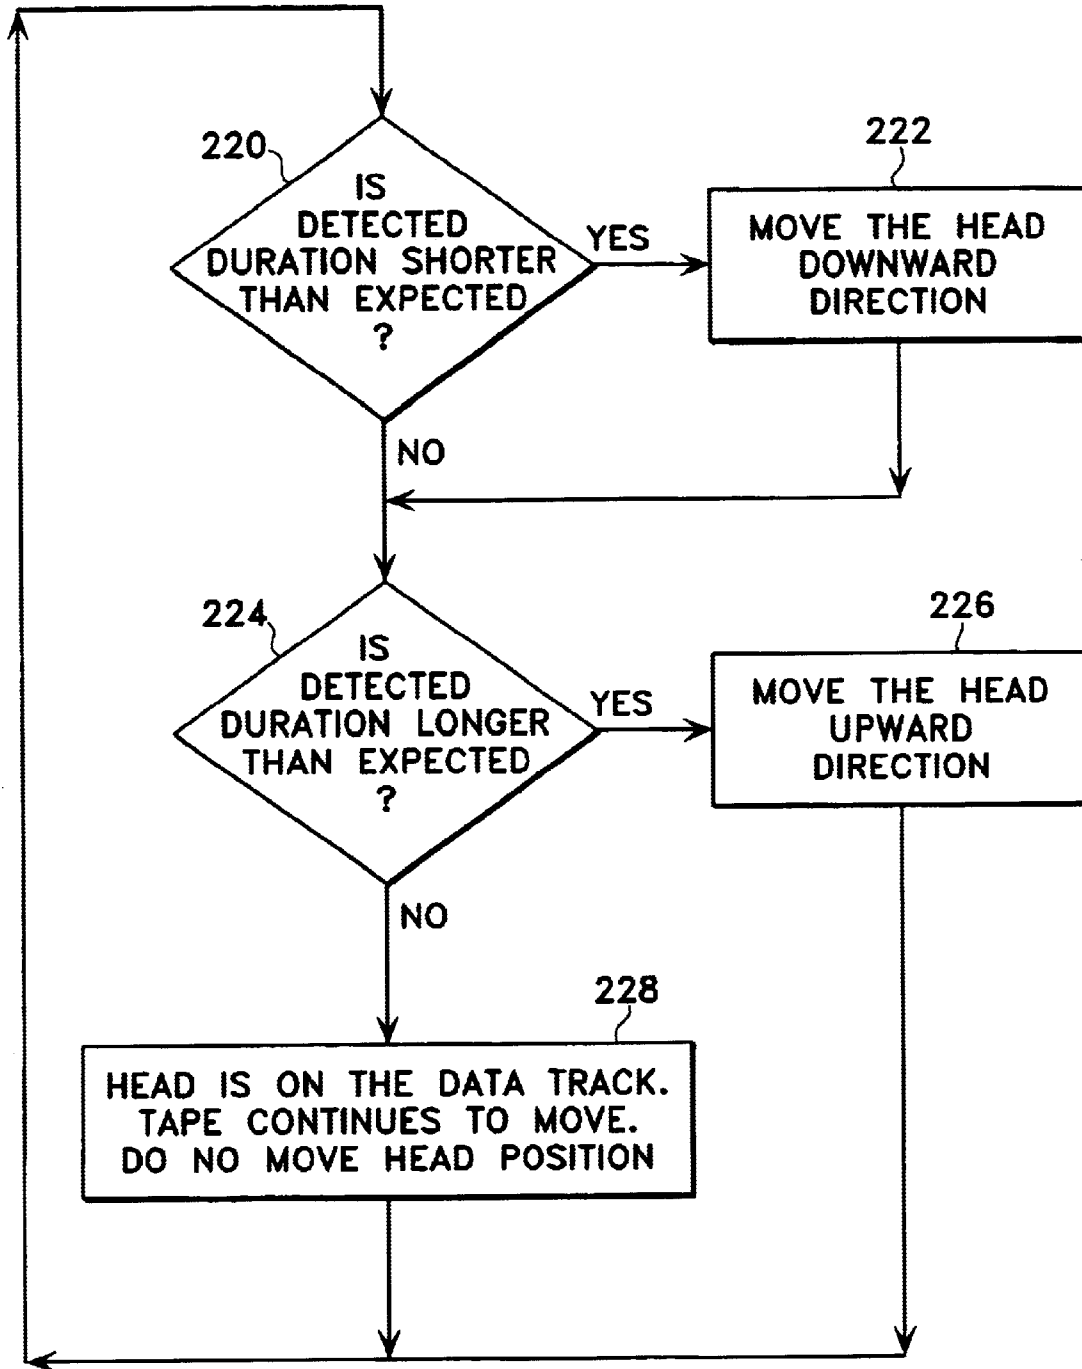 220
IS
DETECTED
DURATION SHORTER
THAN EXPECTED
?
YES
222
MOVE THE HEAD
DOWNWARD
DIRECTION
NO
224
IS
DETECTED
DURATION LONGER
THAN EXPECTED
?
YES
226
MOVE THE HEAD
UPWARD
DIRECTION
NO
228
HEAD IS ON THE DATA TRACK.
TAPE CONTINUES TO MOVE.
DO NO MOVE HEAD POSITION